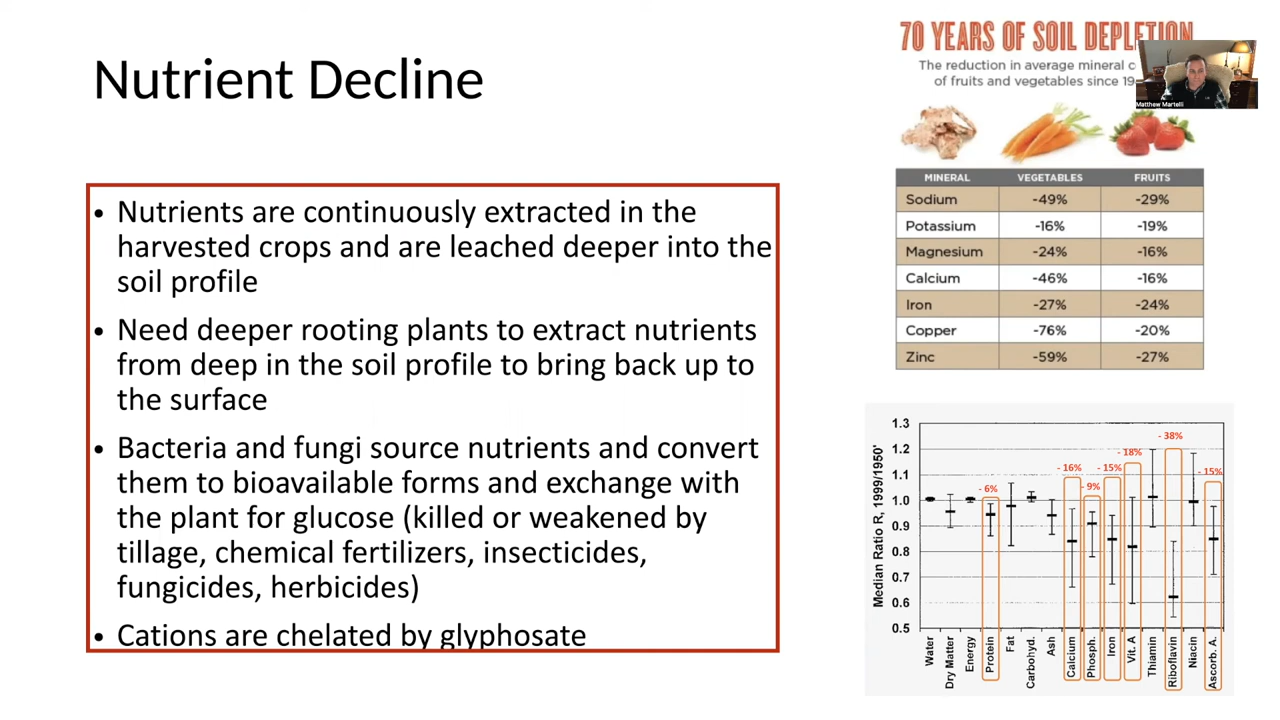 Nutrient Decline
• Nutrients are continuously extracted in the
harvested crops and are leached deeper into the
soil profile
• Need deeper rooting plants to extract nutrients
from deep in the soil profile to bring back up to
the surface
• Bacteria and fungi source nutrients and convert
them to bioavailable forms and exchange with
the plant for glucose (killed or weakened by
tillage, chemical fertilizers, insecticides,
fungicides, herbicides)
• Cations are chelated by glyphosate
70 YEARS OF SOIL DEPLETION
The reduction in average mineral
of fruits and vegetables since
Matthew Martelli
MINERAL VEGETABLES FRUITS
Sodium -49% -29%
Potassium -16% -19%
Magnesium -24% -16%
Calcium -46% -16%
Iron -27% -24%
Copper -76% -20%
Zinc -59% -27%
Median Ratio R, 1999/1950'
1.3
1.2
1.1
1.0
0.9
0.8
0.7
0.6
0.5
- 6%
- 16%
- 9%
- 15%
- 18%
- 38%
- 15%
Water
Dry Matter
Energy
Protein
Fat
Carbohyd.
Ash
Calcium
Phosph.
Iron
Vit. A
Thiamin
Riboflavin
Niacin
Ascorb. A.